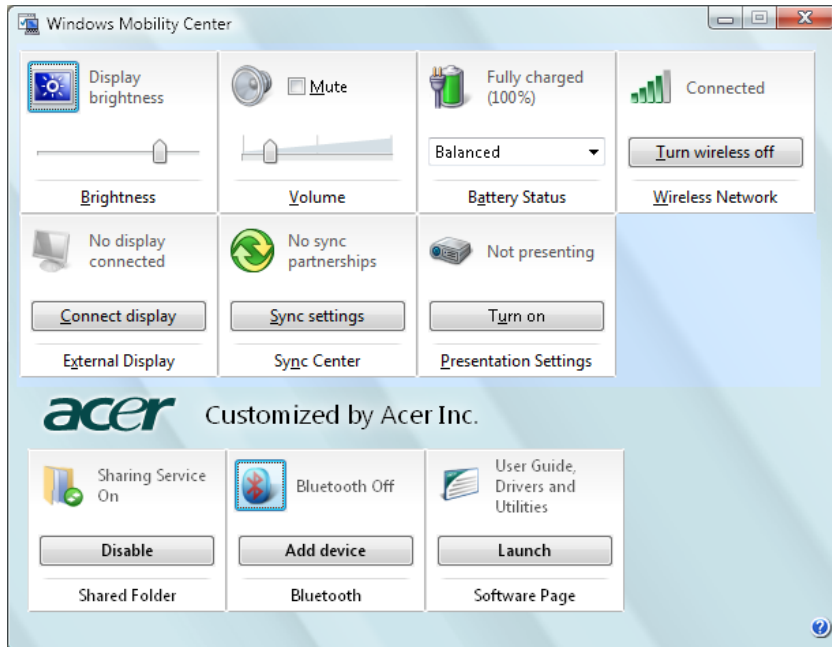 Windows Mobility Center
Display
brightness
Brightness
Mute
Volume
Fully charged
(100%)
Balanced
Battery Status
Connected
Turn wireless off
Wireless Network
No display
connected
Connect display
External Display
No sync
partnerships
Sync settings
Sync Center
Not presenting
Turn on
Presentation Settings
acer Customized by Acer Inc.
Sharing Service
On
Disable
Shared Folder
Bluetooth Off
Add device
Bluetooth
User Guide,
Drivers and
Utilities
Launch
Software Page